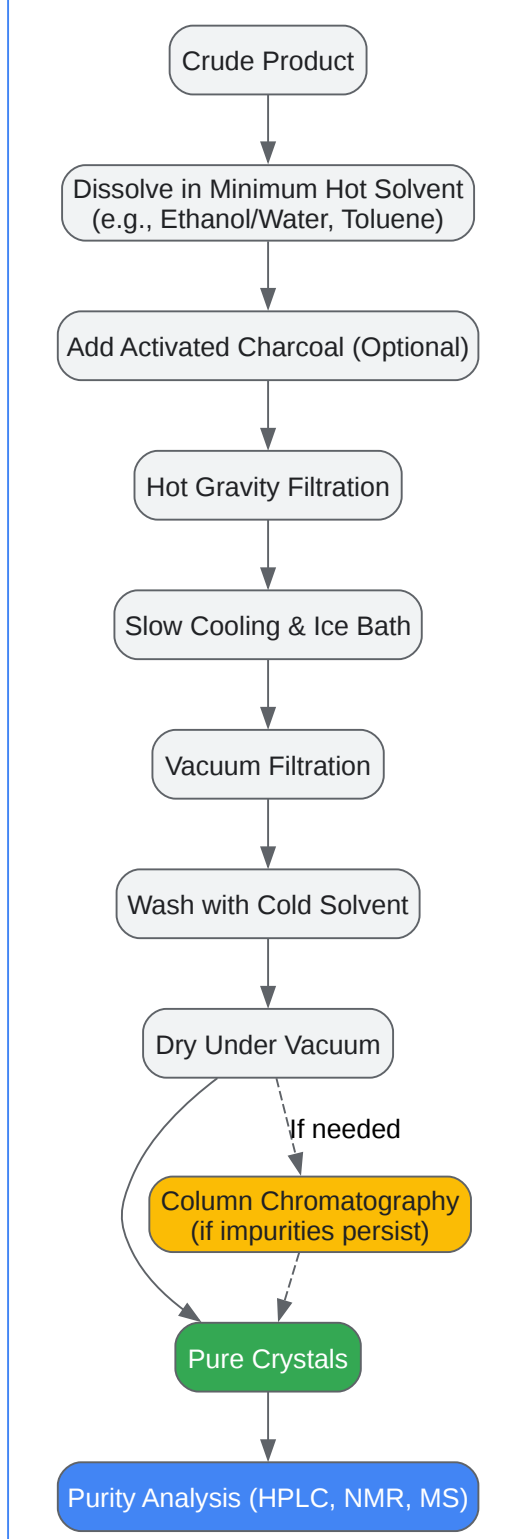 Crude Product
Dissolve in Minimum Hot Solvent
(e.g., Ethanol/Water, Toluene)
Add Activated Charcoal (Optional)
Hot Gravity Filtration
Slow Cooling & Ice Bath
Vacuum Filtration
Wash with Cold Solvent
Dry Under Vacuum
If needed
Column Chromatography
(if impurities persist)
Pure Crystals
Purity Analysis (HPLC, NMR, MS)